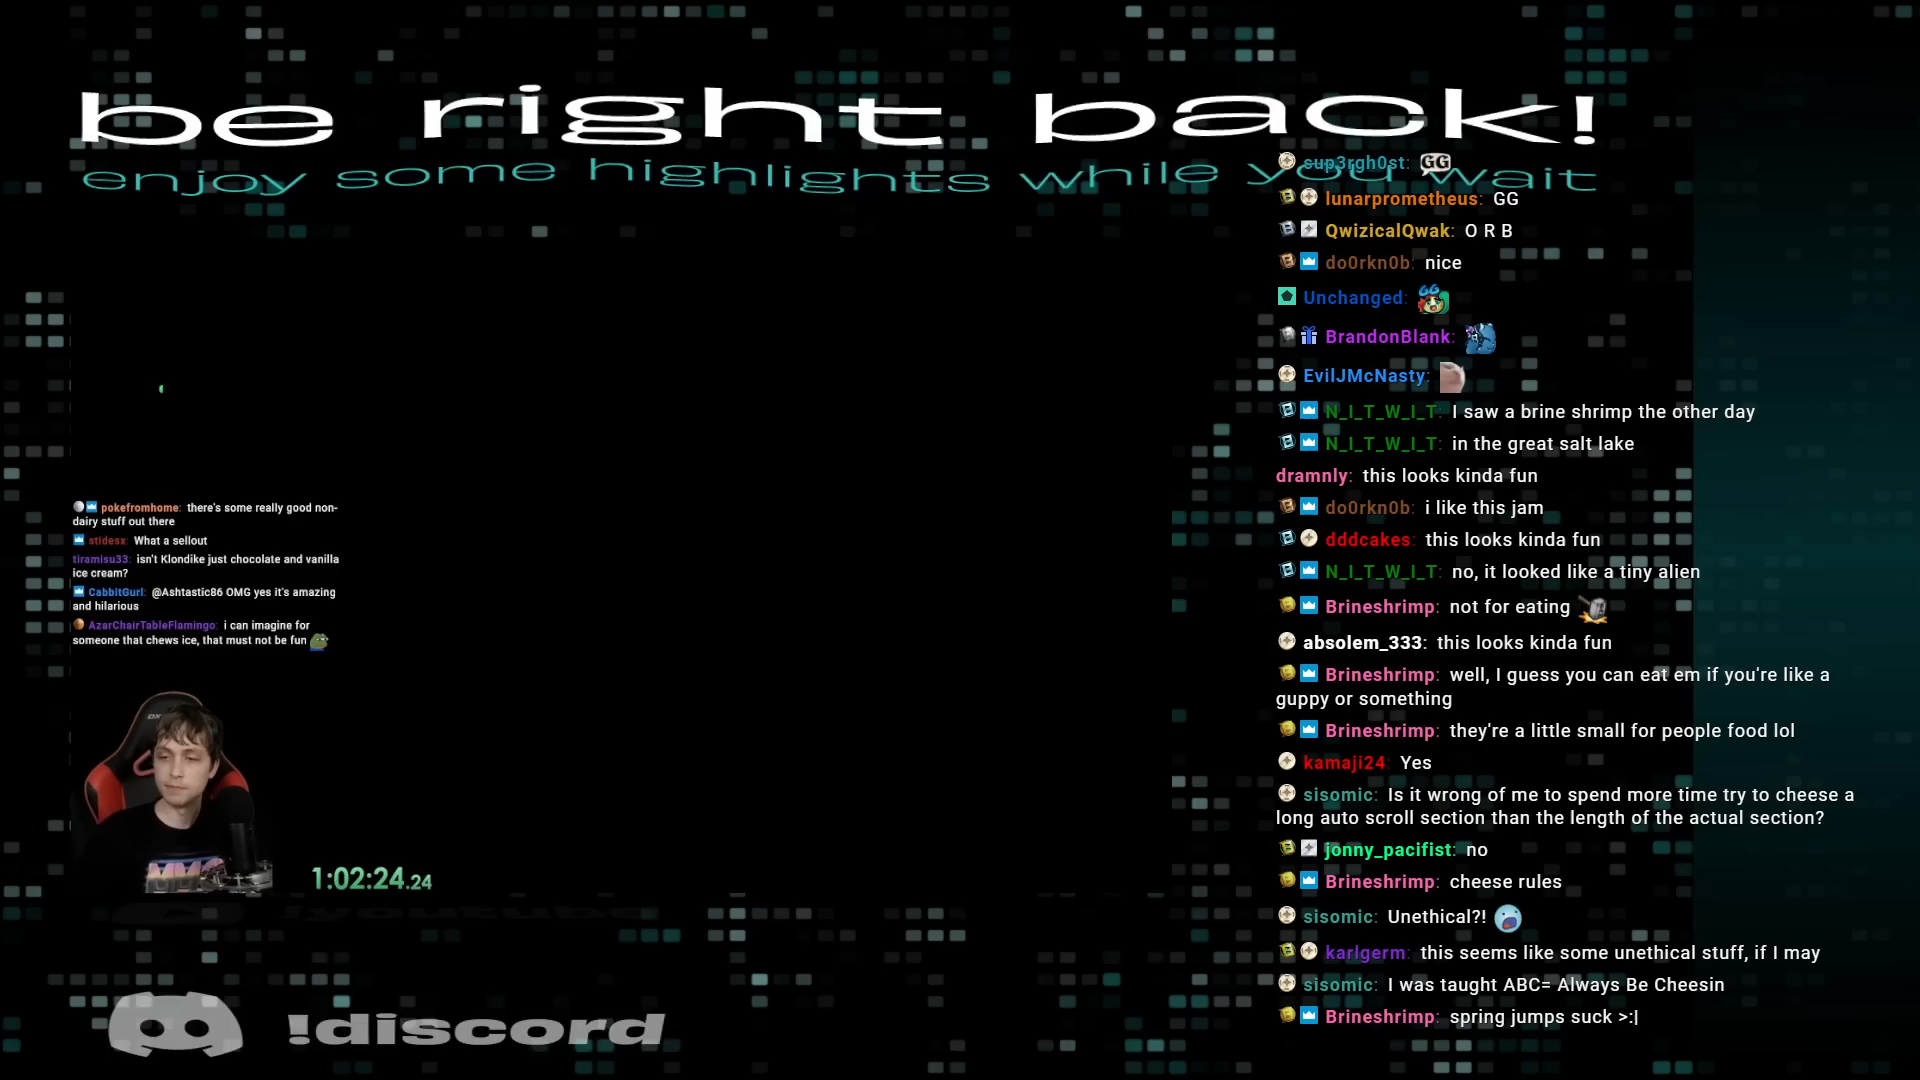 be right back!
enjoy some highlights while you wait
sup3rgh0st: GG
lunarprometheus: GG
QwizicalQwak: O R B
do0rkn0b: nice
Unchanged: GG
BrandonBlank:
EvilJMcNasty:
N_I_T_W_I_T: I saw a brine shrimp the other day
N_I_T_W_I_T: in the great salt lake
dramnly: this looks kinda fun
do0rkn0b: i like this jam
dddcakes: this looks kinda fun
N_I_T_W_I_T: no, it looked like a tiny alien
Brineshrimp: not for eating
absolem_333: this looks kinda fun
Brineshrimp: well, I guess you can eat em if you're like a
guppy or something
Brineshrimp: they're a little small for people food lol
kamaji24: Yes
sisomic: Is it wrong of me to spend more time try to cheese a
long auto scroll section than the length of the actual section?
jonny_pacifist: no
Brineshrimp: cheese rules
sisomic: Unethical?!
karlgerm: this seems like some unethical stuff, if I may
sisomic: I was taught ABC= Always Be Cheesin
Brineshrimp: spring jumps suck >:|
pokefromhome: there's some really good non-
dairy stuff out there
stidesx: What a sellout
tiramisu33: isn't Klondike just chocolate and vanilla
ice cream?
CabbitGurl: @Ashtastic86 OMG yes it's amazing
and hilarious
AzarChairTableFlamingo: i can imagine for
someone that chews ice, that must not be fun
1:02:24.24
!discord